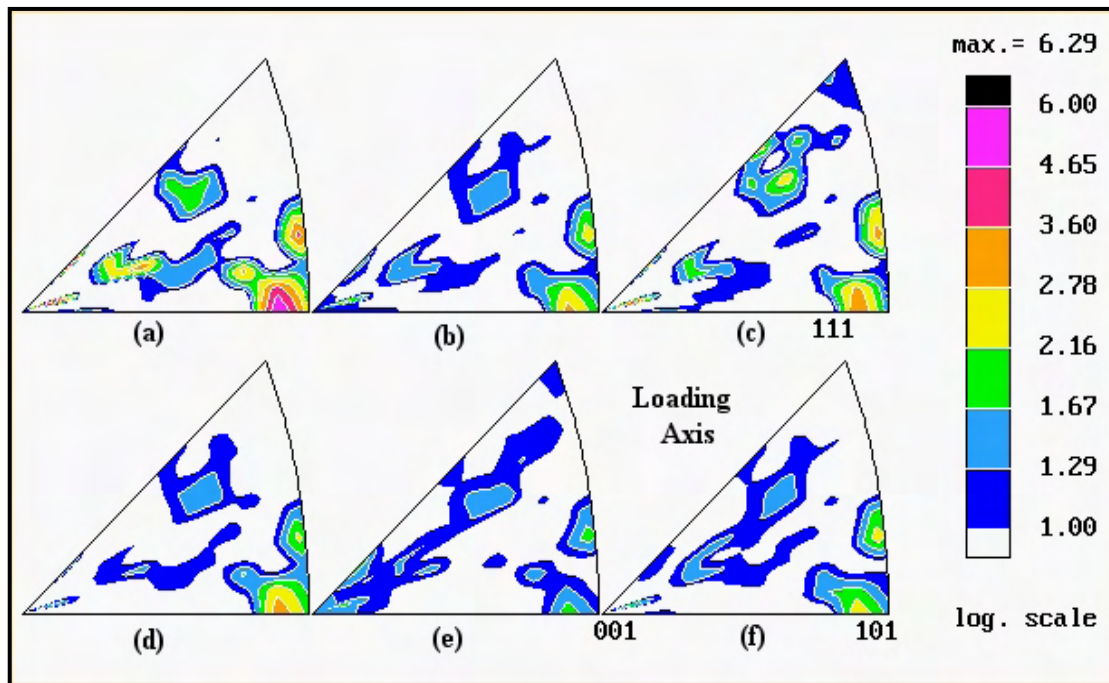 max.= 6.29
6.00
4.65
3.60
2.78
2.16
1.67
1.29
1.00
log. scale
(a)
(b)
(c)
111
Loading
Axis
(d)
(e)
001
(f)
101